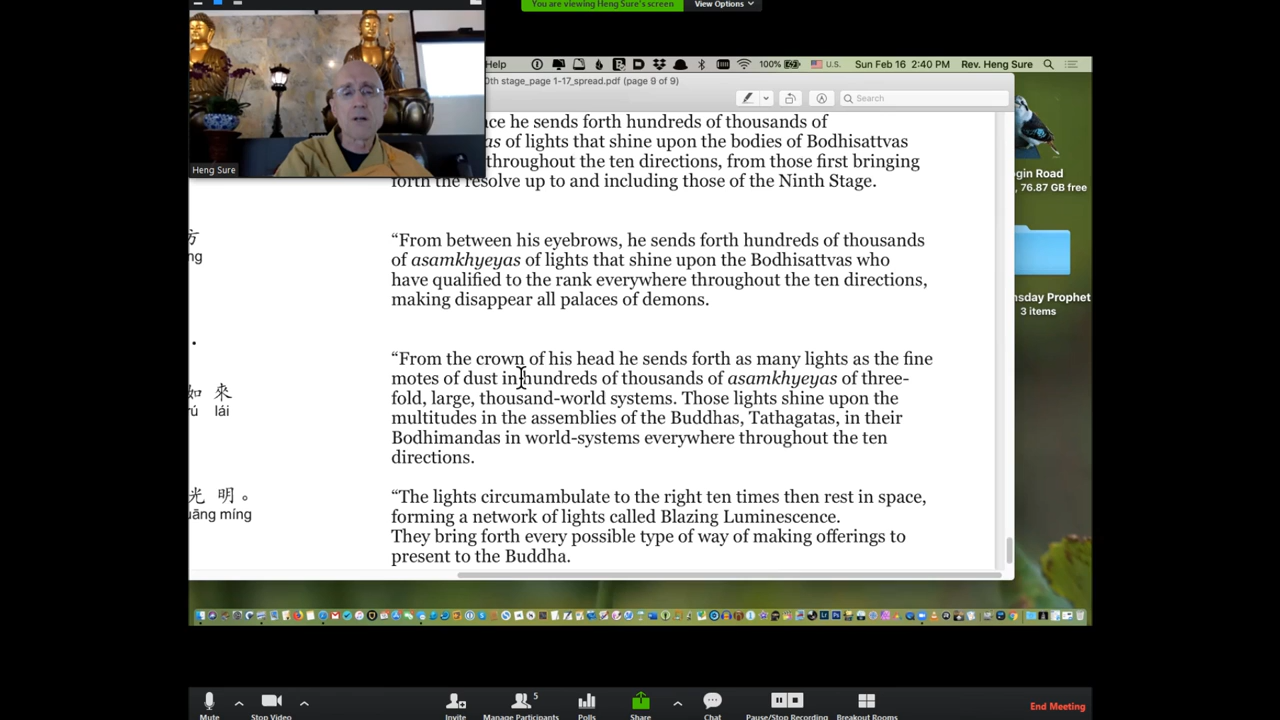 You are viewing Heng Sure's screen
View Options
Help
100%
U.S.
Sun Feb 16 2:40 PM
Rev. Heng Sure
0th stage_page 1-17_spread.pdf (page 9 of 9)
Search
Heng Sure
he sends forth hundreds of thousands of
of lights that shine upon the bodies of Bodhisattvas
throughout the ten directions, from those first bringing
forth the resolve up to and including those of the Ninth Stage.
方
ng
“From between his eyebrows, he sends forth hundreds of thousands
of asamkhyeyas of lights that shine upon the Bodhisattvas who
have qualified to the rank everywhere throughout the ten directions,
making disappear all palaces of demons.
如 來
ú lái
“From the crown of his head he sends forth as many lights as the fine
motes of dust in hundreds of thousands of asamkhyeyas of three-
fold, large, thousand-world systems. Those lights shine upon the
multitudes in the assemblies of the Buddhas, Tathagatas, in their
Bodhimandas in world-systems everywhere throughout the ten
directions.
光 明。
uāng míng
“The lights circumambulate to the right ten times then rest in space,
forming a network of lights called Blazing Luminescence.
They bring forth every possible type of way of making offerings to
present to the Buddha.
gin Road
, 76.87 GB free
nsday Prophet
3 items
Mute
Stop Video
Invite
5
Manage Participants
Polls
Share
Chat
Pause/Stop Recording
Breakout Rooms
End Meeting